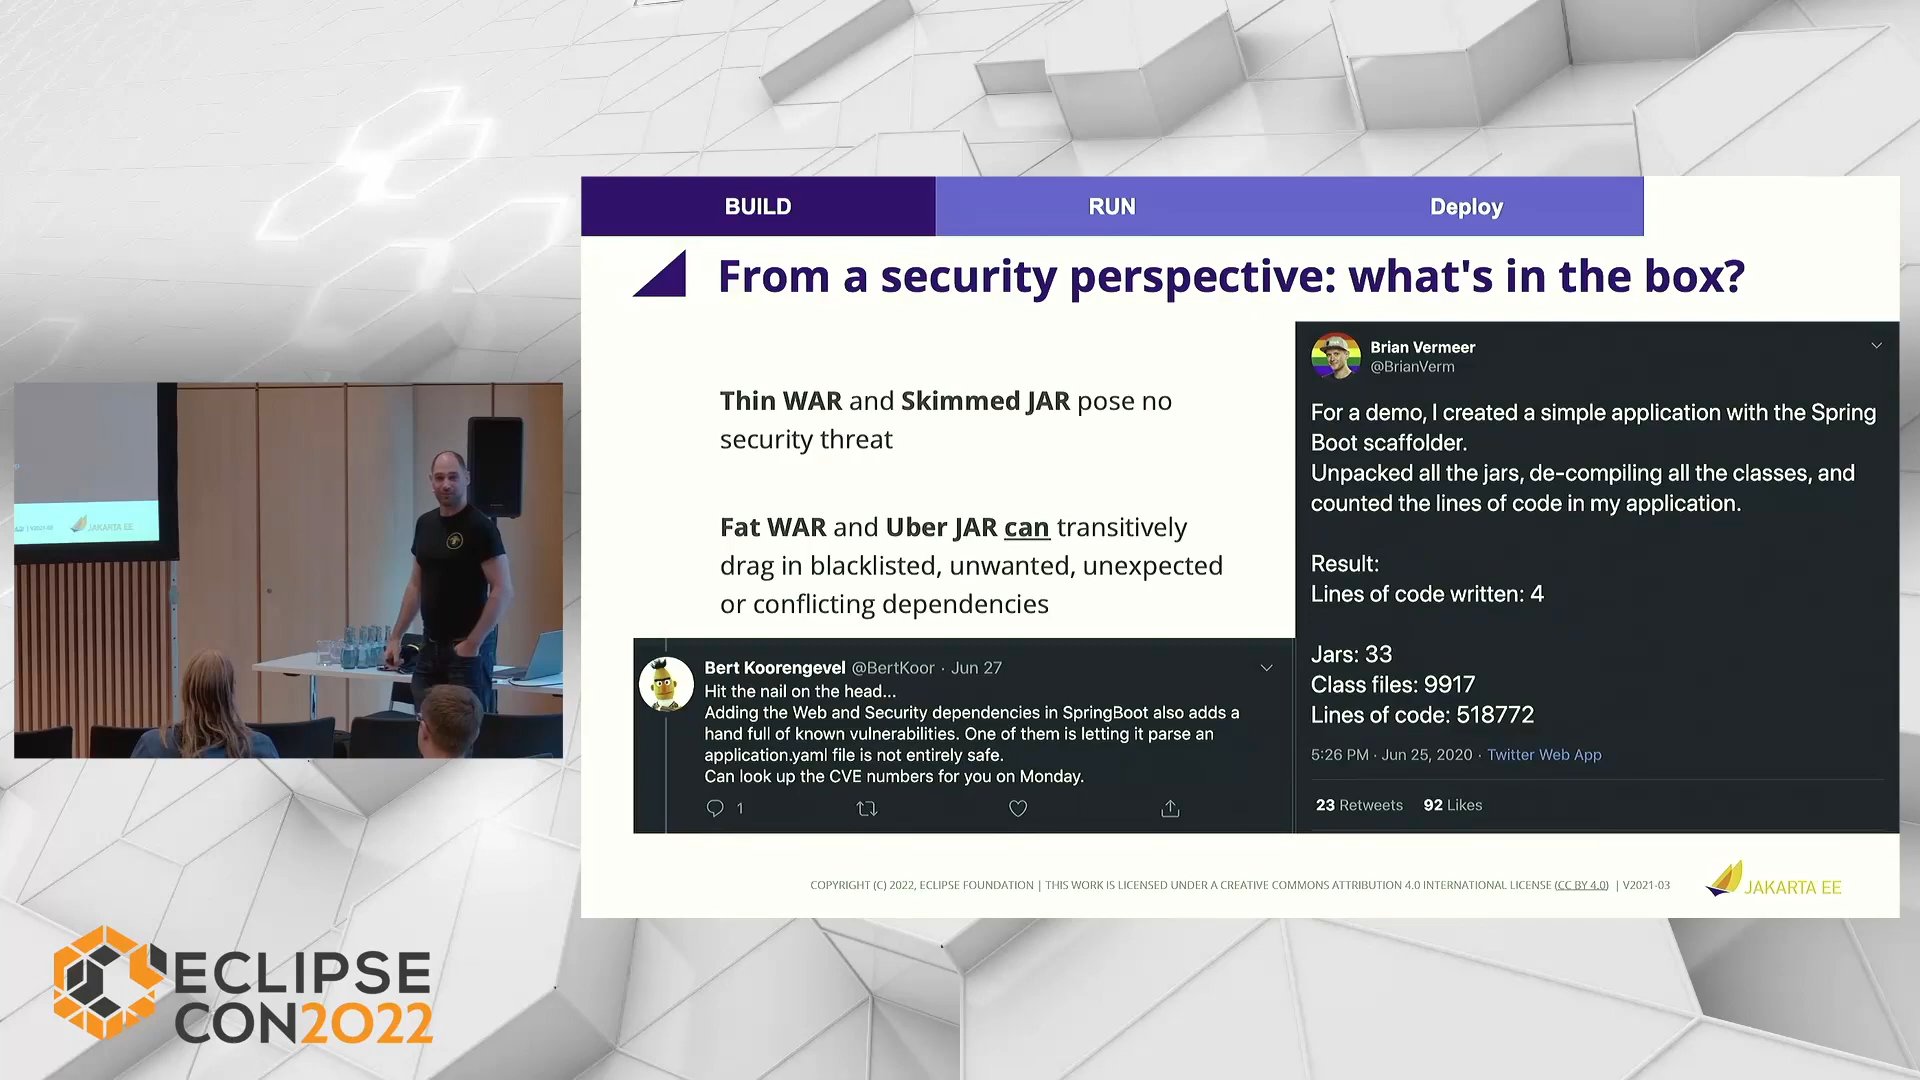 BUILD
RUN
Deploy
From a security perspective: what's in the box?
Thin WAR and Skimmed JAR pose no
security threat
Fat WAR and Uber JAR can transitively
drag in blacklisted, unwanted, unexpected
or conflicting dependencies
Bert Koorengevel @BertKoor · Jun 27
Hit the nail on the head...
Adding the Web and Security dependencies in SpringBoot also adds a
hand full of known vulnerabilities. One of them is letting it parse an
application.yaml file is not entirely safe.
Can look up the CVE numbers for you on Monday.
1
Brian Vermeer
@BrianVerm
For a demo, I created a simple application with the Spring
Boot scaffolder.
Unpacked all the jars, de-compiling all the classes, and
counted the lines of code in my application.
Result:
Lines of code written: 4
Jars: 33
Class files: 9917
Lines of code: 518772
5:26 PM · Jun 25, 2020 · Twitter Web App
23 Retweets 92 Likes
COPYRIGHT (C) 2022, ECLIPSE FOUNDATION | THIS WORK IS LICENSED UNDER A CREATIVE COMMONS ATTRIBUTION 4.0 INTERNATIONAL LICENSE (CC BY 4.0) | V2021-03
JAKARTA EE
JAKARTA EE
ECLIPSE
CON2022